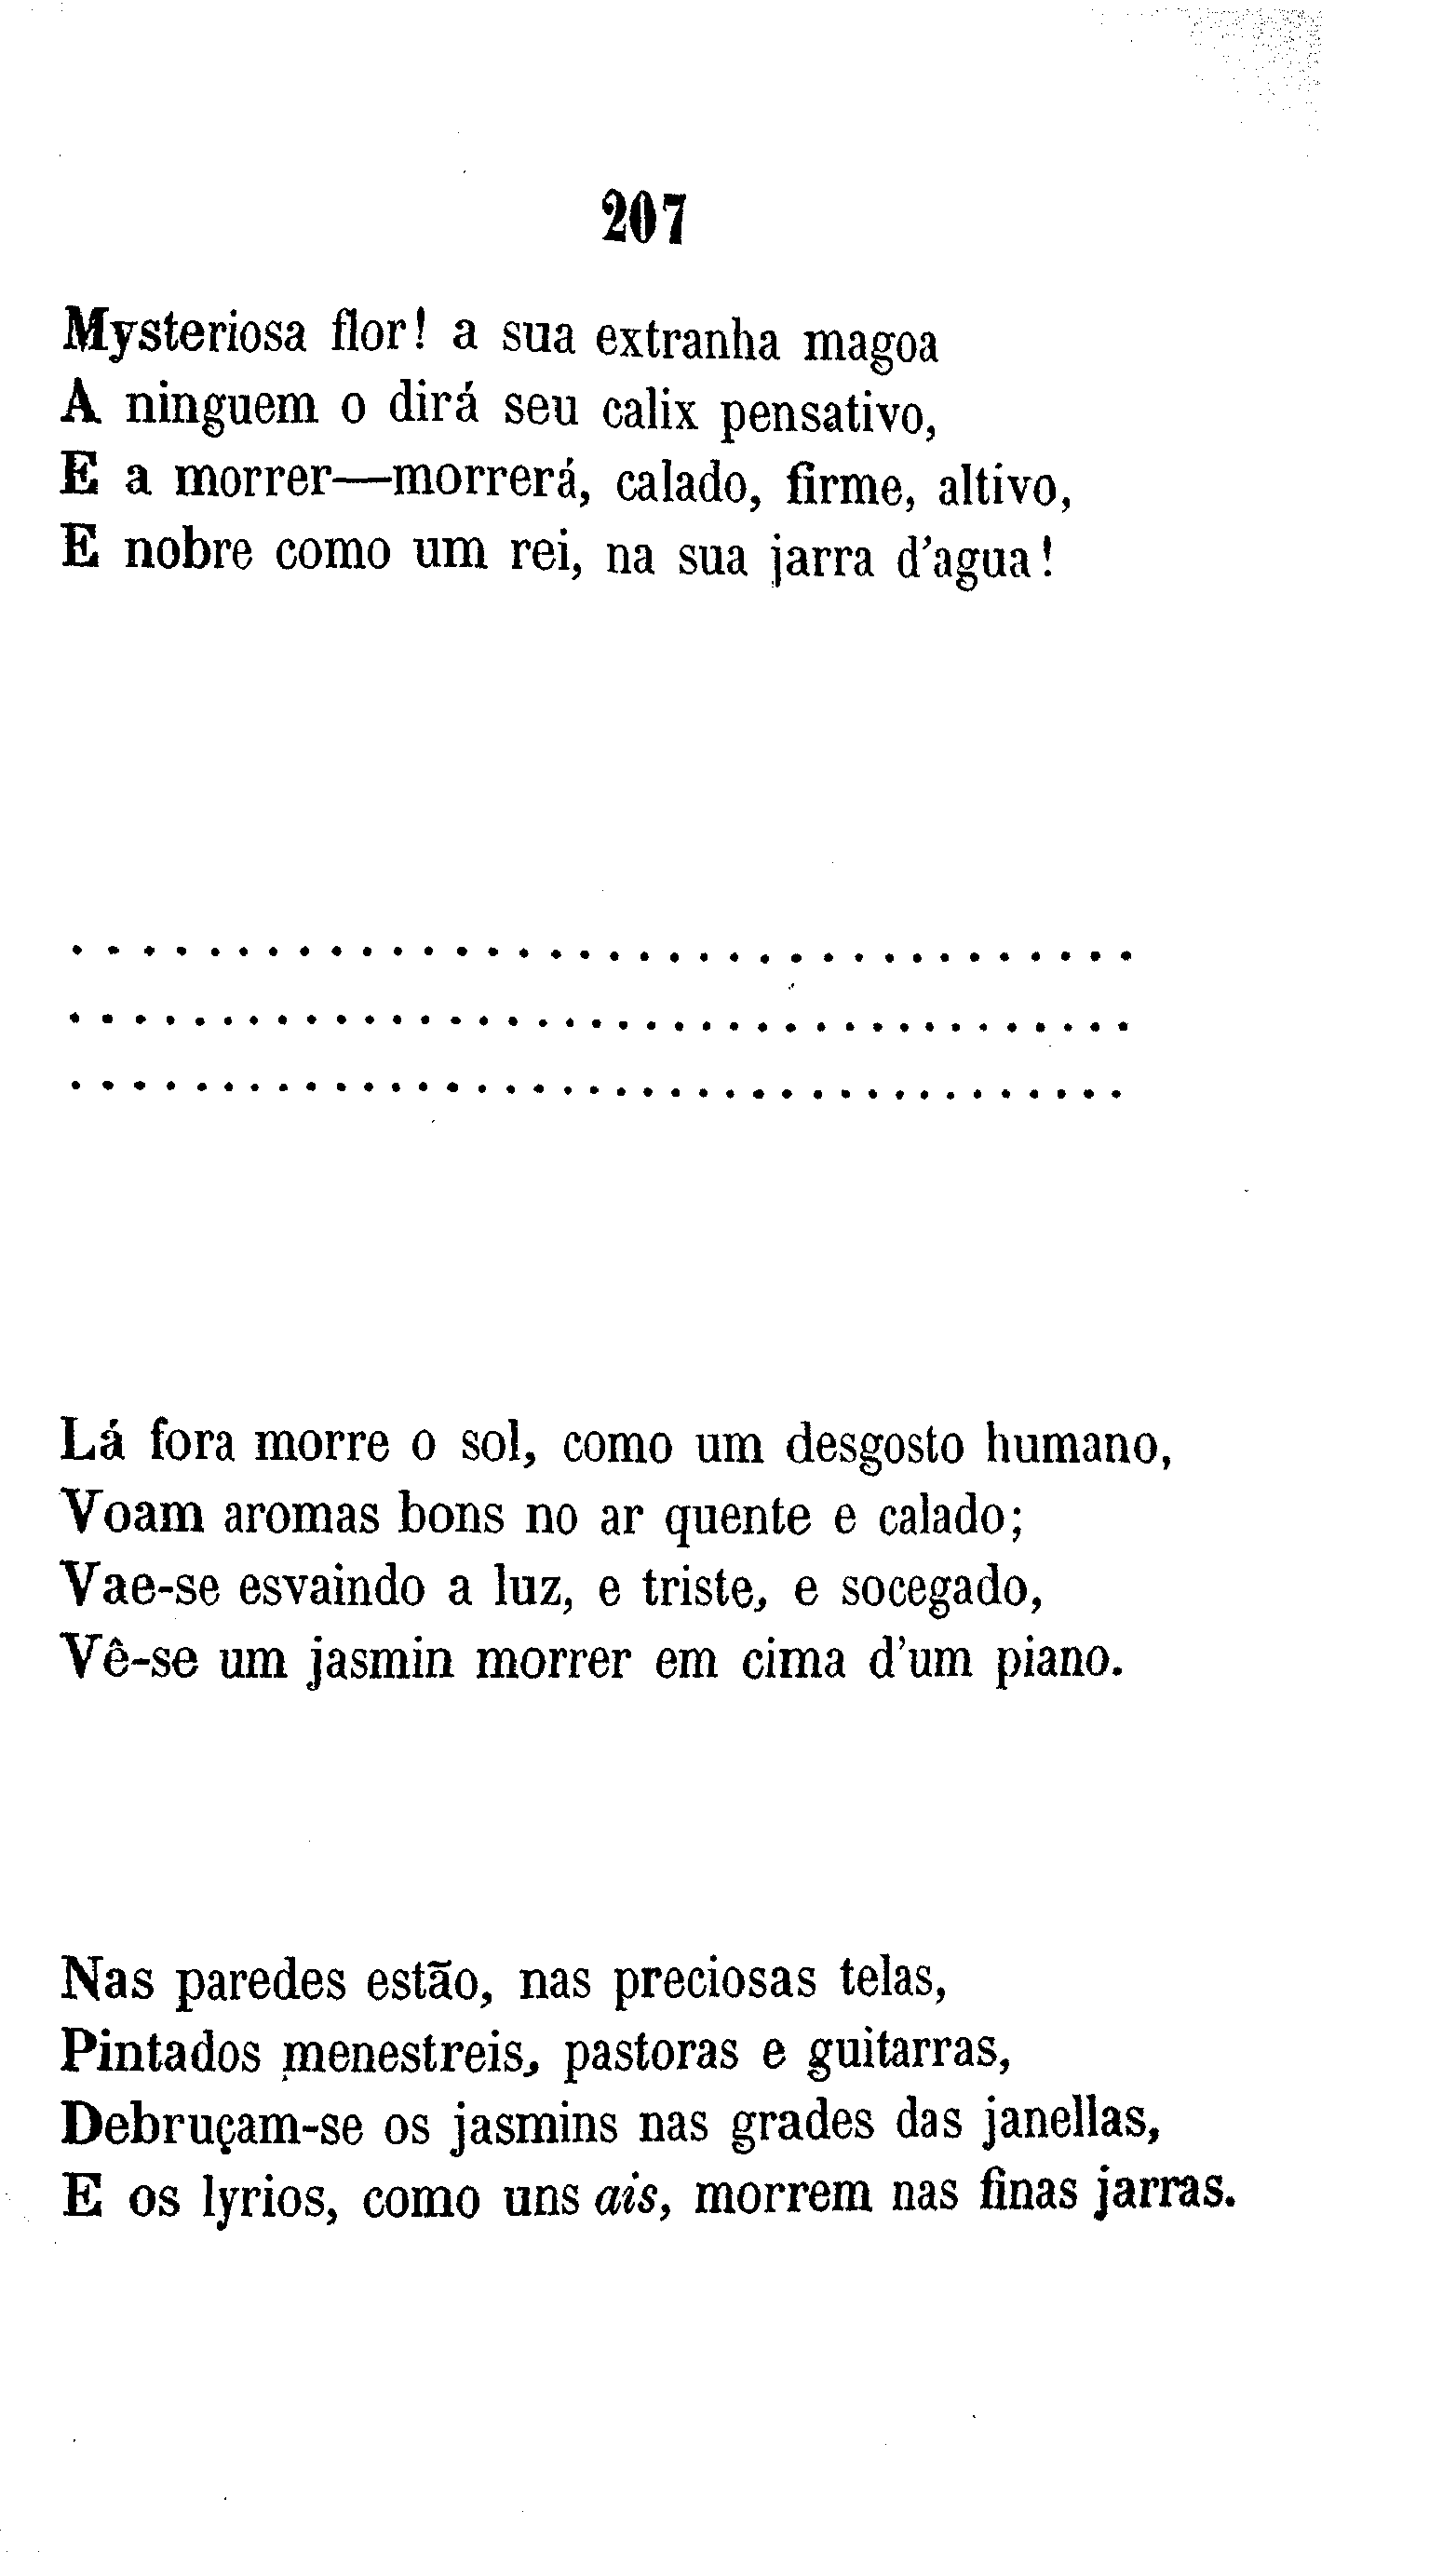 207
Mysteriosa flor! a sua extranha magoa
A ninguem o dirá seu calix pensativo,
E a morrer—morrerá, calado, firme, altivo,
E nobre como um rei, na sua jarra d'agua!
. . . . . . . . . . . . . . . . . . . . . . . . . . . . . . . . . . .
. . . . . . . . . . . . . . . . . . . . . . . . . . . . . . . . . . . . . .
. . . . . . . . . . . . . . . . . . . . . . . . . . . . . . . . . . . . . .
Lá fora morre o sol, como um desgosto humano,
Voam aromas bons no ar quente e calado;
Vae-se esvaindo a luz, e triste, e socegado,
Vê-se um jasmin morrer em cima d'um piano.
Nas paredes estão, nas preciosas telas,
Pintados menestreis, pastoras e guitarras,
Debruçam-se os jasmins nas grades das janellas,
E os lyrios, como uns ais, morrem nas finas jarras.